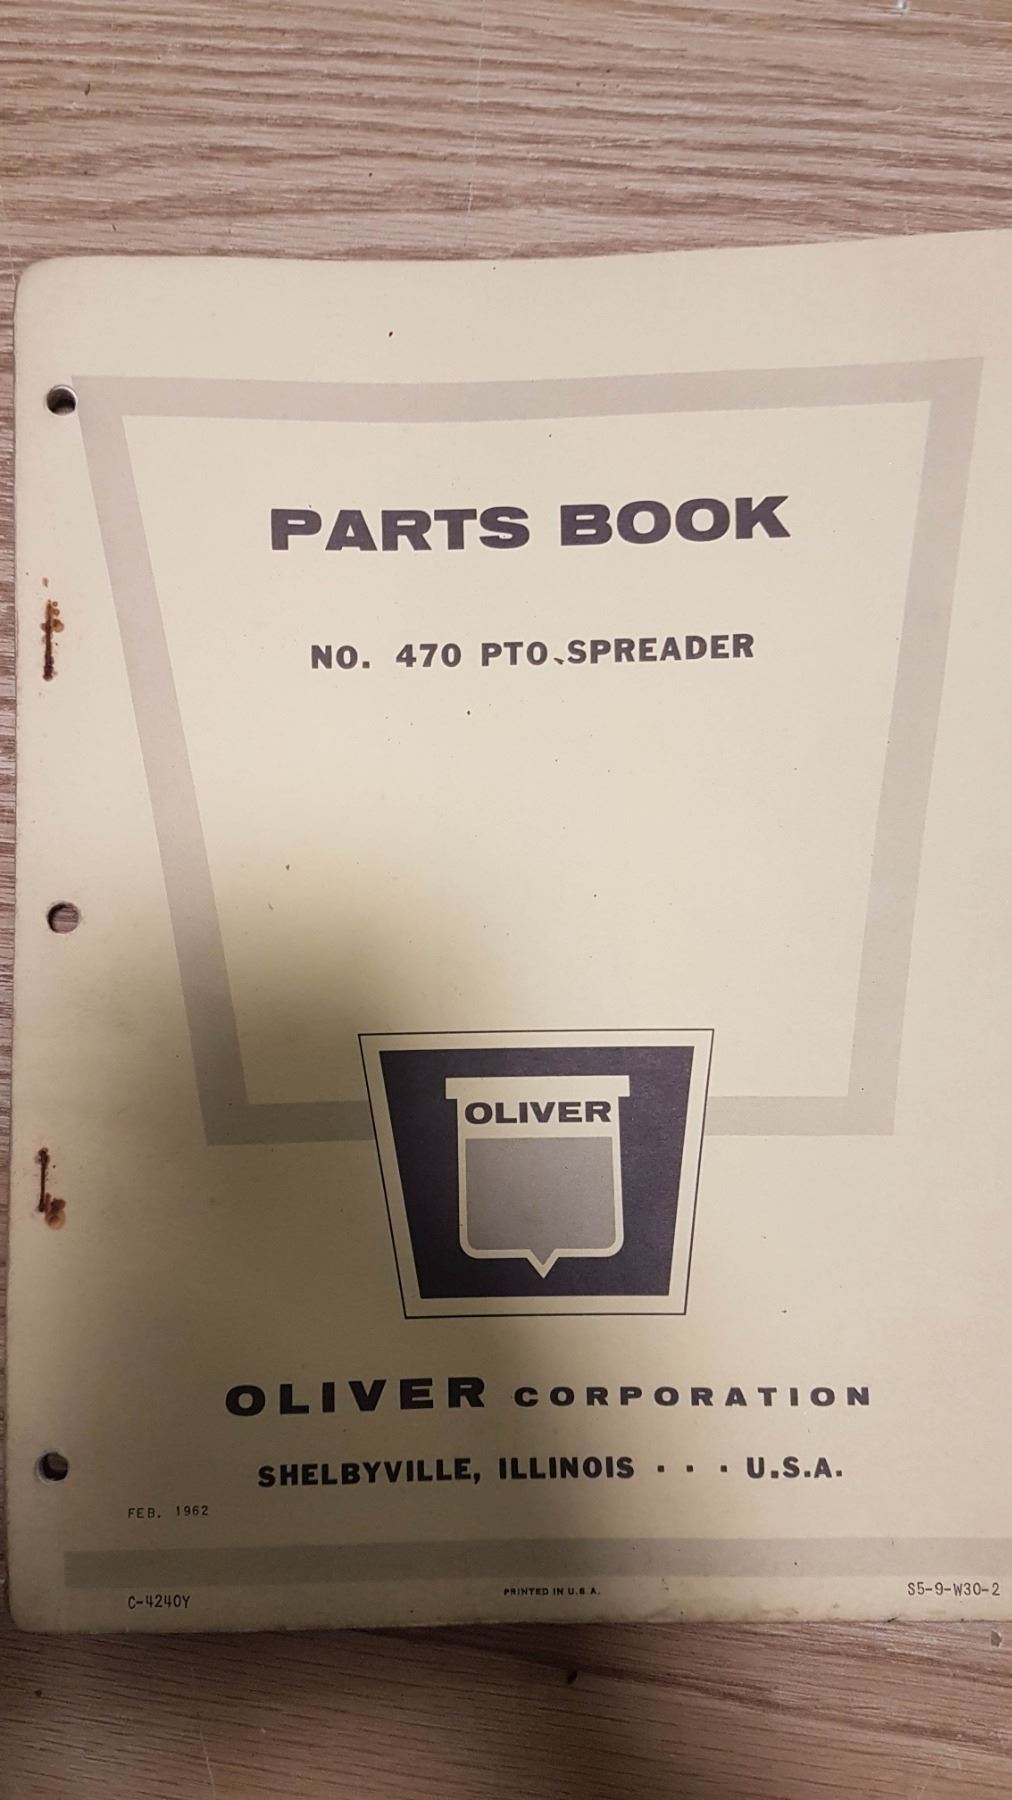 PARTS BOOK
NO. 470 PTO SPREADER
OLIVER
OLIVER CORPORATION
SHELBYVILLE, ILLINOIS . . . U.S.A.
FEB. 1962
C-4240Y
PRINTED IN U.S.A.
S5-9-W30-2